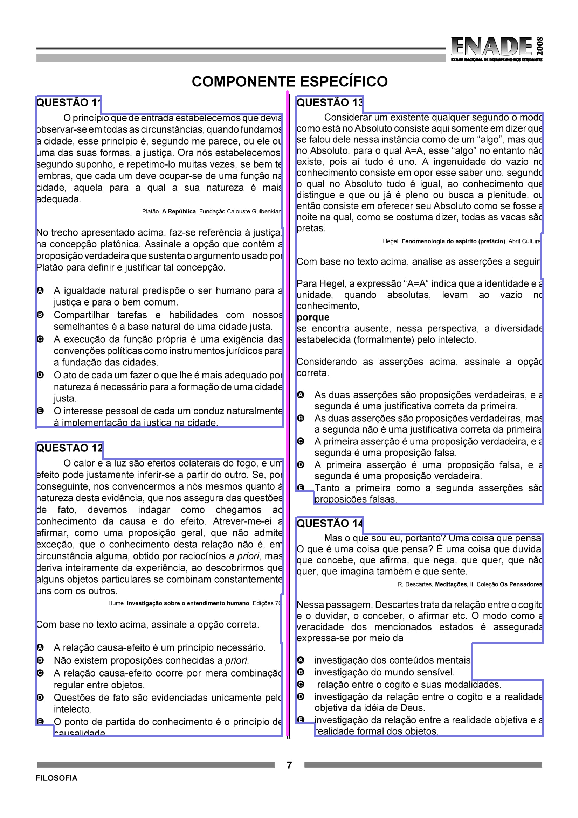 ENADE 2008
EXAME NACIONAL DE DESEMPENHO DOS ESTUDANTES
COMPONENTE ESPECÍFICO
QUESTÃO 11
O princípio que de entrada estabelecemos que devia
observar-se em todas as circunstâncias, quando fundamos
a cidade, esse princípio é, segundo me parece, ou ele ou
uma das suas formas, a justiça. Ora nós estabelecemos,
segundo suponho, e repetimo-lo muitas vezes, se bem te
lembras, que cada um deve ocupar-se de uma função na
cidade, aquela para a qual a sua natureza é mais
adequada.
Platão. A República. Fundação Calouste Gulbenkian
No trecho apresentado acima, faz-se referência à justiça,
na concepção platônica. Assinale a opção que contém a
proposição verdadeira que sustenta o argumento usado por
Platão para definir e justificar tal concepção.
A A igualdade natural predispõe o ser humano para a
justiça e para o bem comum.
B Compartilhar tarefas e habilidades com nossos
semelhantes é a base natural de uma cidade justa.
C A execução da função própria é uma exigência das
convenções políticas como instrumentos jurídicos para
a fundação das cidades.
D O ato de cada um fazer o que lhe é mais adequado por
natureza é necessário para a formação de uma cidade
justa.
E O interesse pessoal de cada um conduz naturalmente
à implementação da justiça na cidade.
QUESTÃO 12
O calor e a luz são efeitos colaterais do fogo, e um
efeito pode justamente inferir-se a partir do outro. Se, por
conseguinte, nos convencermos a nós mesmos quanto à
natureza desta evidência, que nos assegura das questões
de fato, devemos indagar como chegamos ao
conhecimento da causa e do efeito. Atrever-me-ei a
afirmar, como uma proposição geral, que não admite
exceção, que o conhecimento desta relação não é, em
circunstância alguma, obtido por raciocínios a priori, mas
deriva inteiramente da experiência, ao descobrirmos que
alguns objetos particulares se combinam constantemente
uns com os outros.
Hume. Investigação sobre o entendimento humano. Edições 70
Com base no texto acima, assinale a opção correta.
A A relação causa-efeito é um princípio necessário.
B Não existem proposições conhecidas a priori.
C A relação causa-efeito ocorre por mera combinação
regular entre objetos.
D Questões de fato são evidenciadas unicamente pelo
intelecto.
E O ponto de partida do conhecimento é o princípio de
causalidade.
QUESTÃO 13
Considerar um existente qualquer segundo o modo
como está no Absoluto consiste aqui somente em dizer que
se falou dele nessa instância como de um “algo”, mas que
no Absoluto, para o qual A=A, esse “algo” no entanto não
existe, pois aí tudo é uno. A ingenuidade do vazio no
conhecimento consiste em opor esse saber uno, segundo
o qual no Absoluto tudo é igual, ao conhecimento que
distingue e que ou já é pleno ou busca a plenitude, ou
então consiste em oferecer seu Absoluto como se fosse a
noite na qual, como se costuma dizer, todas as vacas são
pretas.
Hegel. Fenomenologia do espírito (prefácio). Abril Cultural
Com base no texto acima, analise as asserções a seguir.
Para Hegel, a expressão “A=A” indica que a identidade e a
unidade, quando absolutas, levam ao vazio no
conhecimento,
porque
se encontra ausente, nessa perspectiva, a diversidade
estabelecida (formalmente) pelo intelecto.
Considerando as asserções acima, assinale a opção
correta.
A As duas asserções são proposições verdadeiras, e a
segunda é uma justificativa correta da primeira.
B As duas asserções são proposições verdadeiras, mas
a segunda não é uma justificativa correta da primeira.
C A primeira asserção é uma proposição verdadeira, e a
segunda é uma proposição falsa.
D A primeira asserção é uma proposição falsa, e a
segunda é uma proposição verdadeira.
E Tanto a primeira como a segunda asserções são
proposições falsas.
QUESTÃO 14
Mas o que sou eu, portanto? Uma coisa que pensa.
O que é uma coisa que pensa? É uma coisa que duvida,
que concebe, que afirma, que nega, que quer, que não
quer, que imagina também e que sente.
R. Descartes. Meditações, II. Coleção Os Pensadores
Nessa passagem, Descartes trata da relação entre o cogito
e o duvidar, o conceber, o afirmar etc. O modo como a
veracidade dos mencionados estados é assegurada
expressa-se por meio da
A investigação dos conteúdos mentais.
B investigação do mundo sensível.
C relação entre o cogito e suas modalidades.
D investigação da relação entre o cogito e a realidade
objetiva da idéia de Deus.
E investigação da relação entre a realidade objetiva e a
realidade formal dos objetos.
7
FILOSOFIA